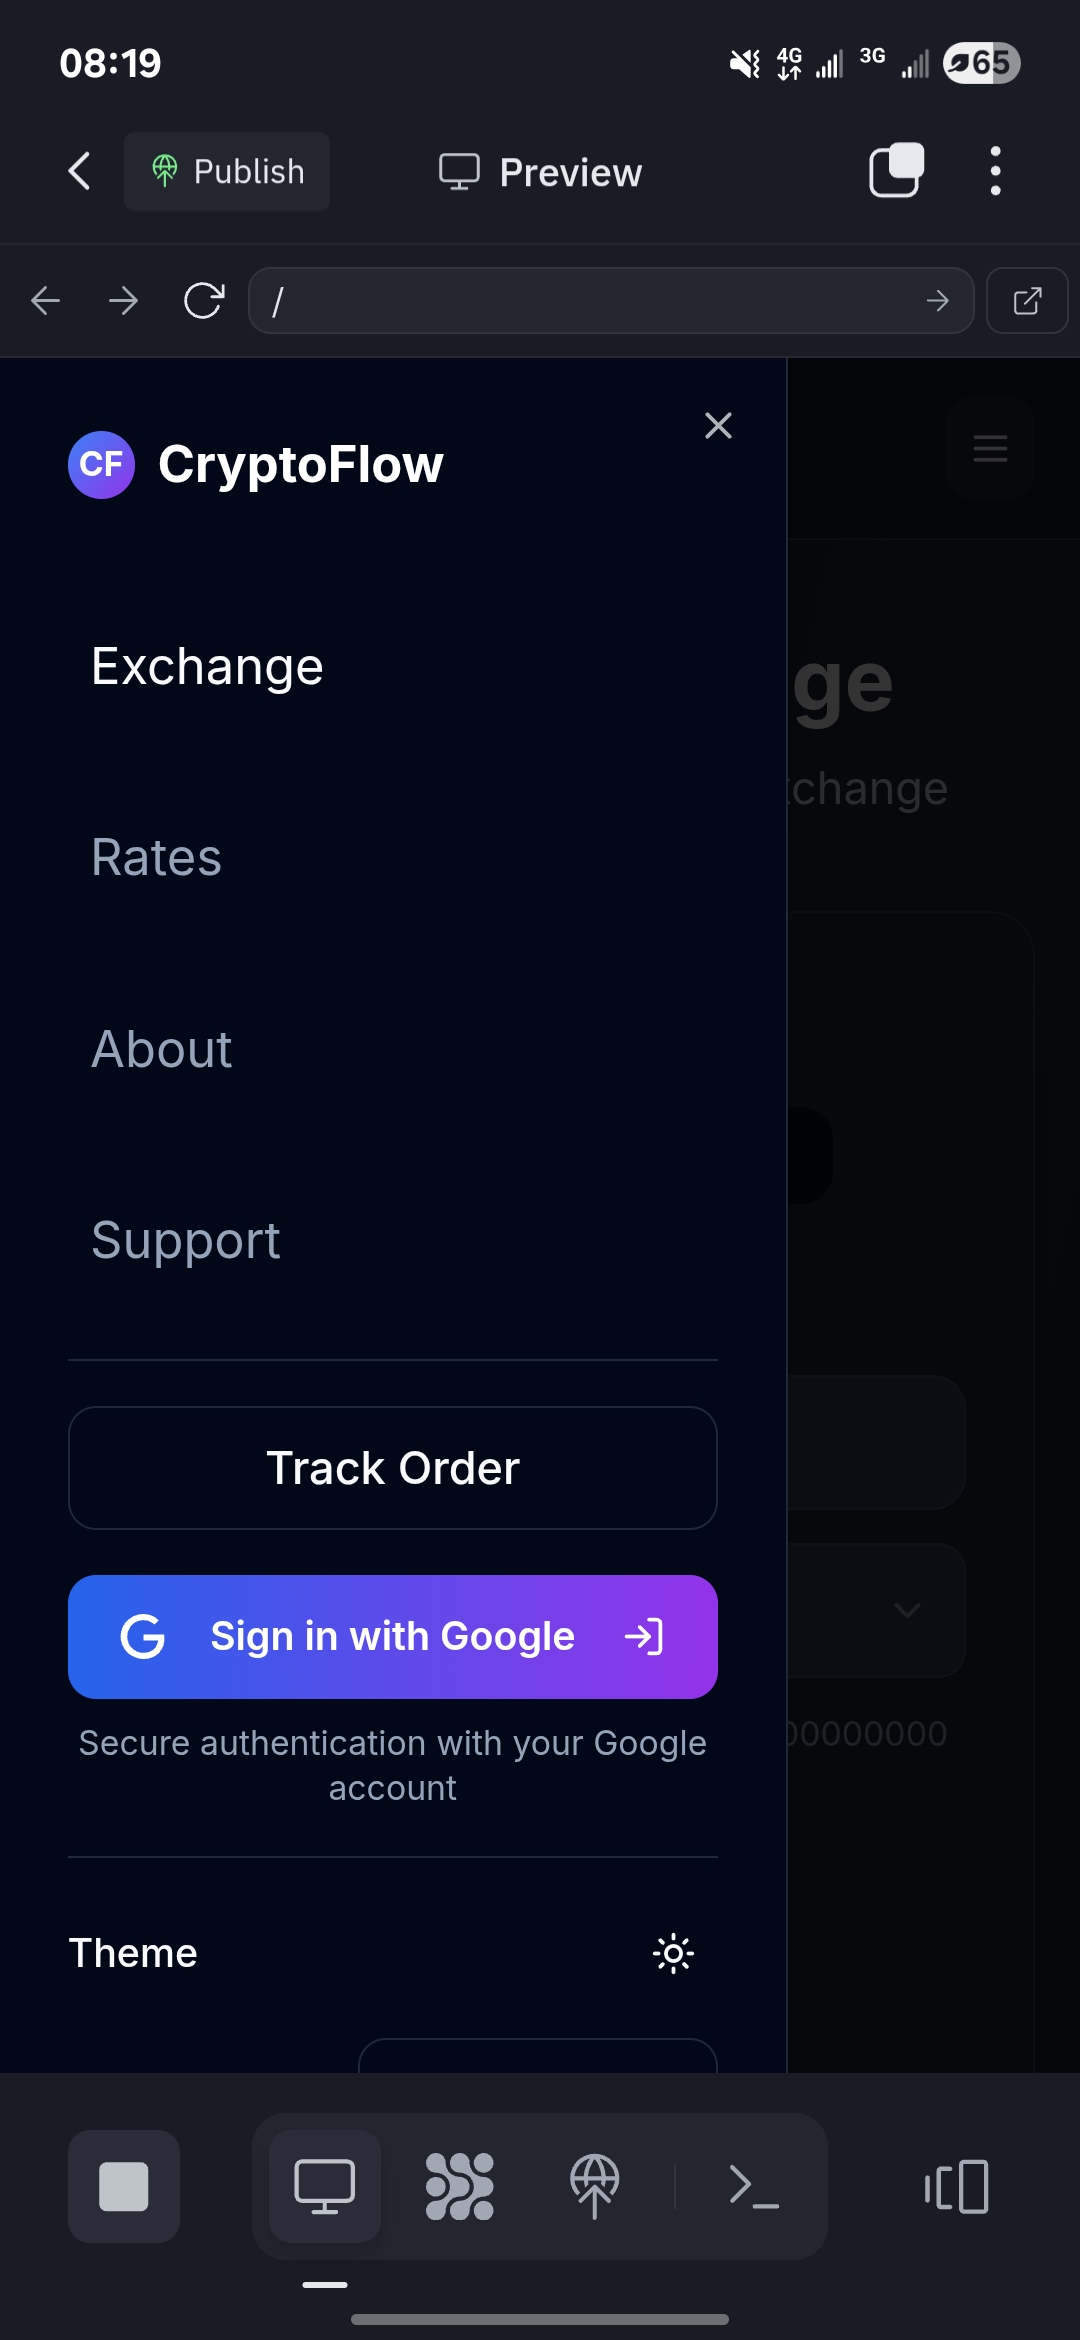 08:19
4G
3G
65
Publish
Preview
/
CF
CryptoFlow
Exchange
ge
change
Rates
About
Support
Track Order
Sign in with Google
Secure authentication with your Google
account
00000000
Theme